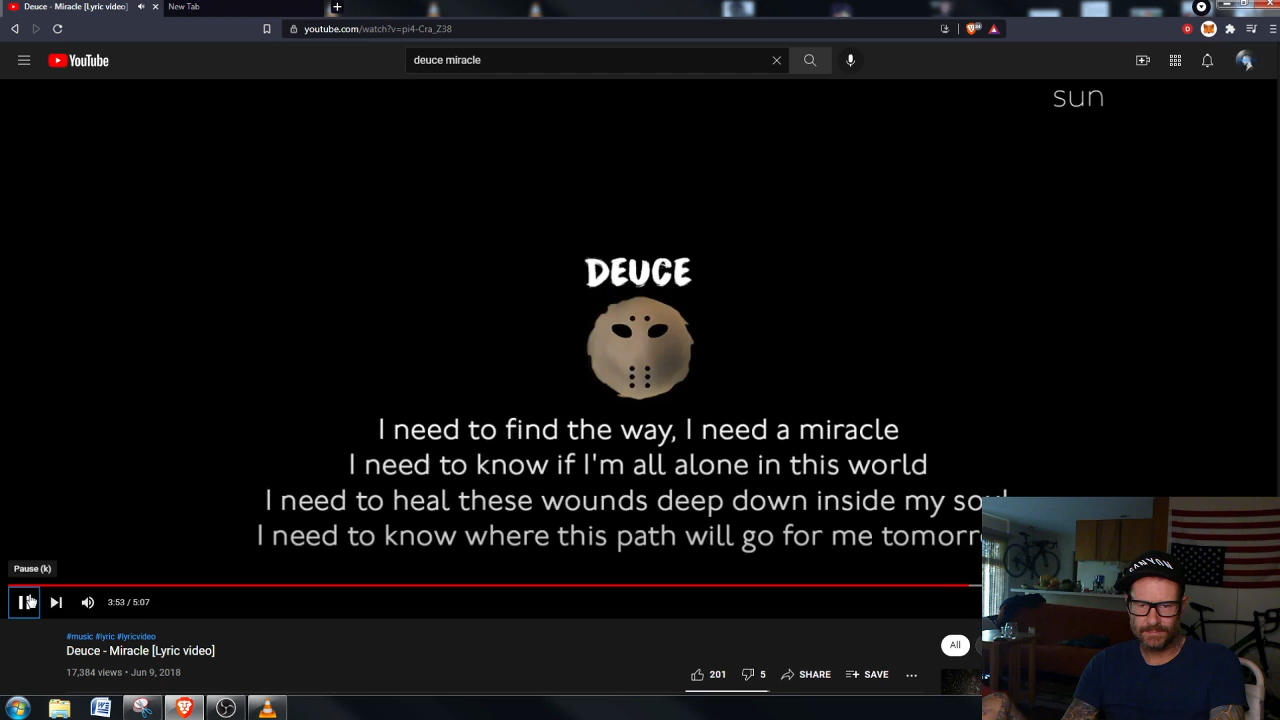 Deuce - Miracle [Lyric video]
New Tab
youtube.com/watch?v=pi4-Cra_Z38
YouTube
deuce miracle
sun
DEUCE
I need to find the way, I need a miracle
I need to know if I'm all alone in this world
I need to heal these wounds deep down inside my soul
I need to know where this path will go for me tomorr
Pause (k)
3:53 / 5:07
#music #lyric #lyricvideo
Deuce - Miracle [Lyric video]
All
17,384 views • Jun 9, 2018
201
5
SHARE
SAVE
CANYON